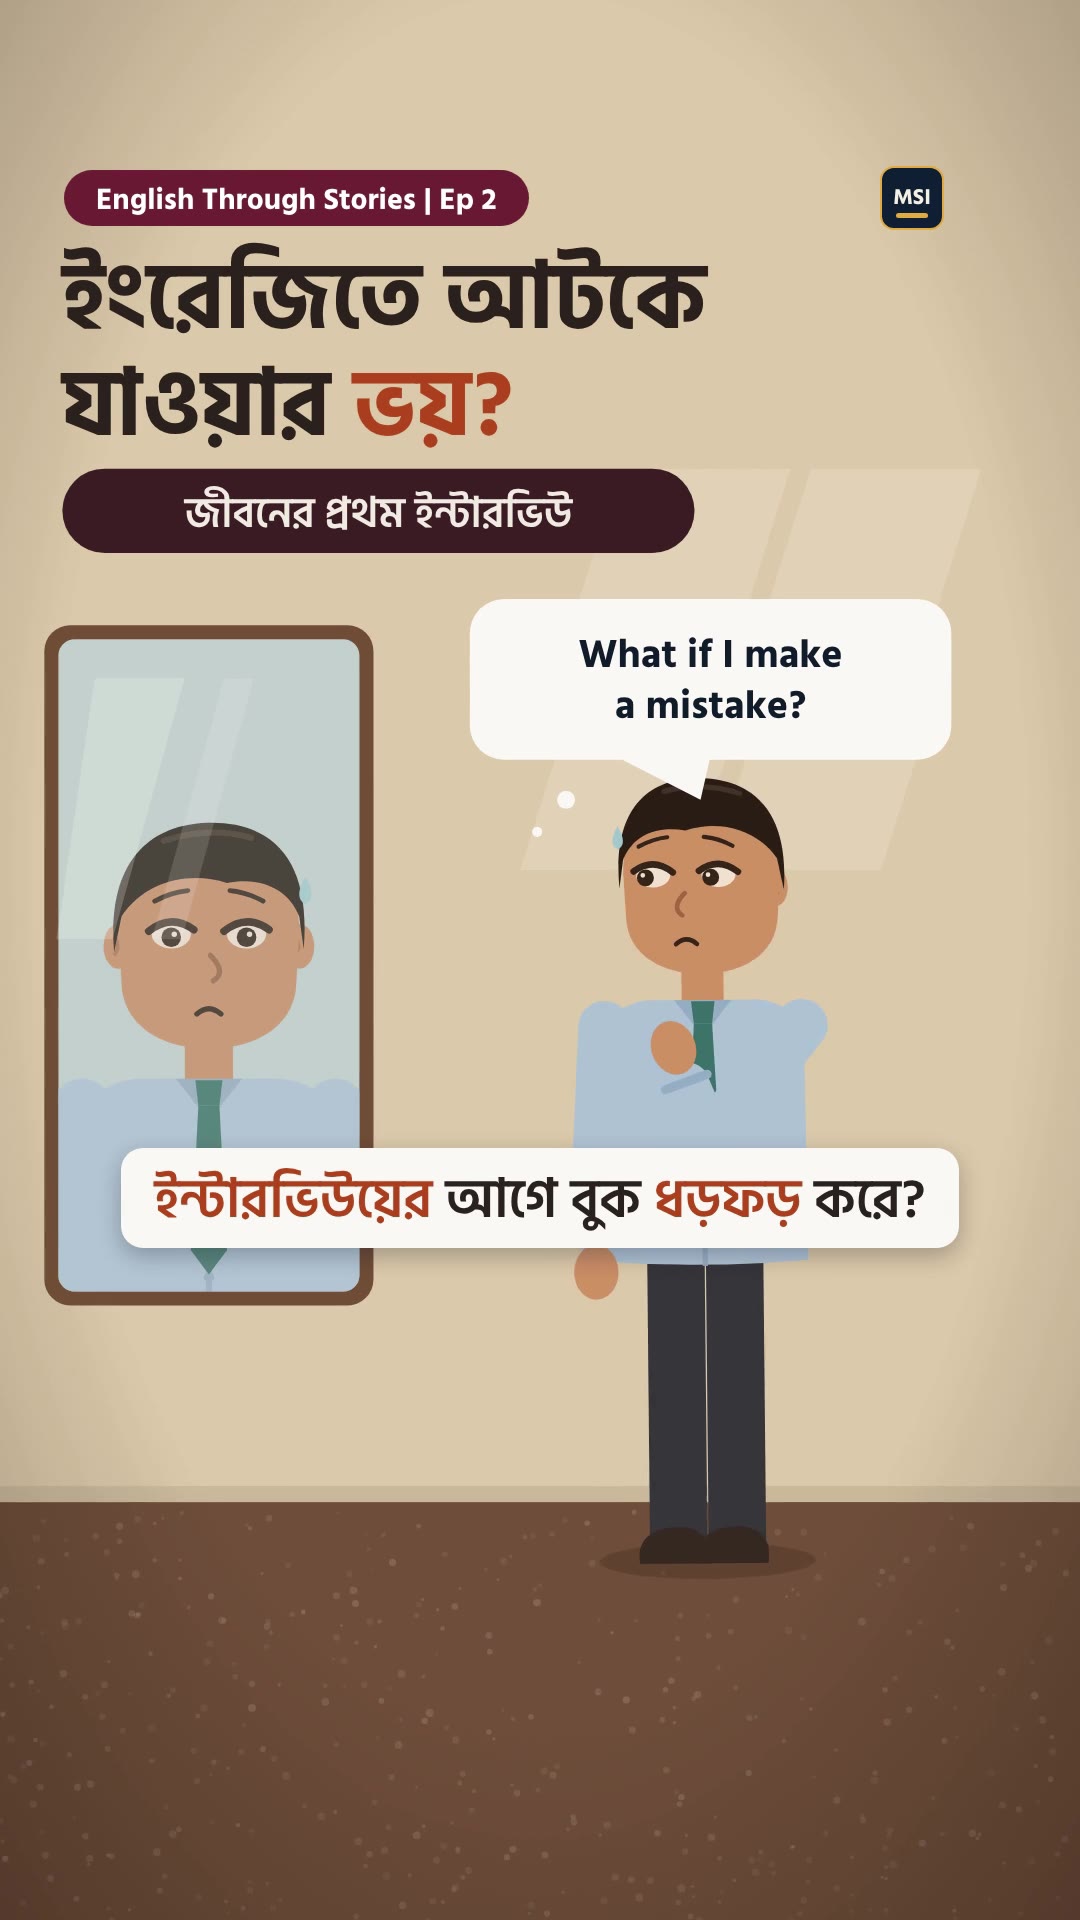 English Through Stories | Ep 2
MSI
ইংরেজিতে আটকে
যাওয়ার ভয়?
জীবনের প্রথম ইন্টারভিউ
What if I make
a mistake?
ইন্টারভিউয়ের আগে বুক ধড়ফড় করে?